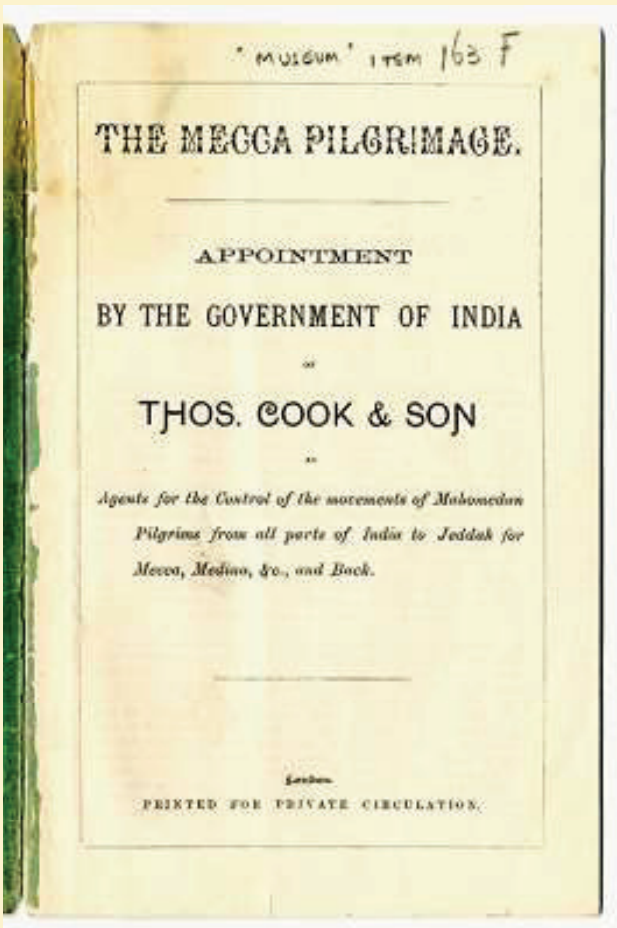 "MUSEUM" ITEM 163 F
THE MECCA PILGRIMAGE.
APPOINTMENT
BY THE GOVERNMENT OF INDIA
OF
THOS. COOK & SON
AS
Agents for the Control of the movements of Mahomedan
Pilgrims from all parts of India to Jeddah for
Mecca, Medina, &c., and Back.
London.
PRINTED FOR PRIVATE CIRCULATION.